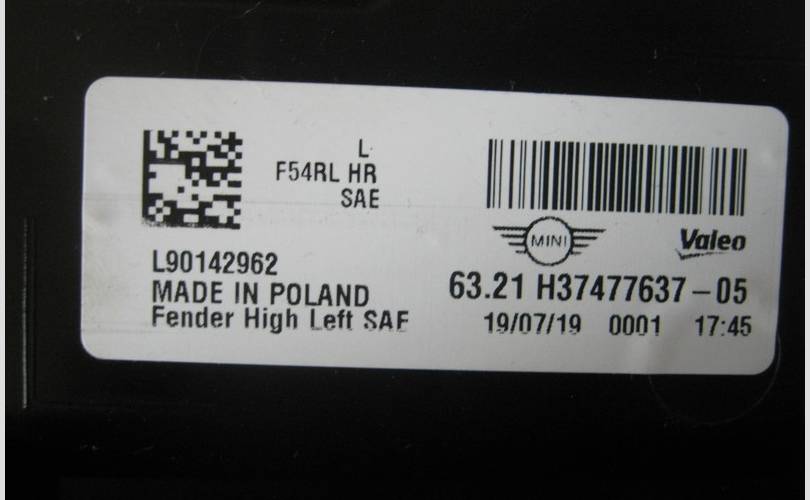 L
F54RL HR
SAE
MINI
Valeo
L90142962
63.21 H37477637-05
MADE IN POLAND
Fender High Left SAE
19/07/19 0001 17:45